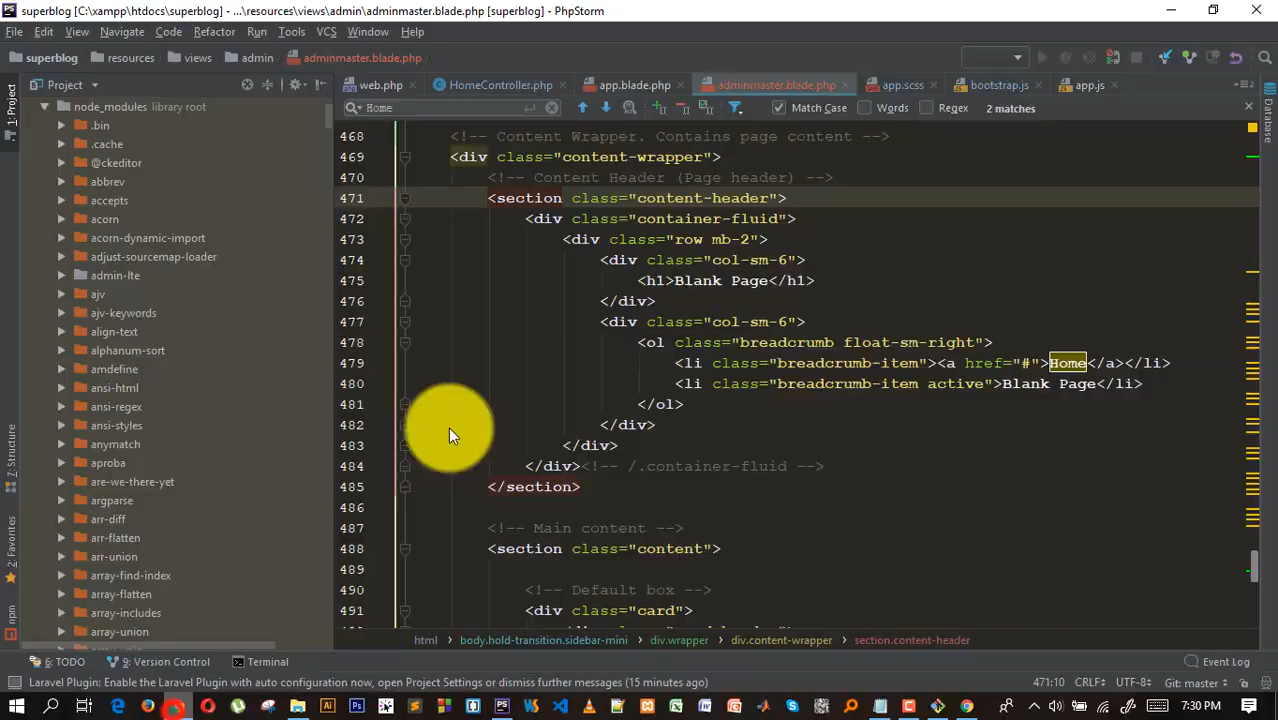 superblog [C:\xampp\htdocs\superblog] - ...\resources\views\admin\adminmaster.blade.php [superblog] - PhpStorm
File Edit View Navigate Code Refactor Run Tools VCS Window Help
superblog resources views admin adminmaster.blade.php
Project
web.php HomeController.php app.blade.php adminmaster.blade.php app.scss bootstrap.js app.js
Home Match Case Words Regex 2 matches
1: Project
7: Structure
2: Favorites
npm
Database
node_modules library root
.bin
.cache
@ckeditor
abbrev
accepts
acorn
acorn-dynamic-import
adjust-sourcemap-loader
admin-lte
ajv
ajv-keywords
align-text
alphanum-sort
amdefine
ansi-html
ansi-regex
ansi-styles
anymatch
aproba
are-we-there-yet
argparse
arr-diff
arr-flatten
arr-union
array-find-index
array-flatten
array-includes
array-union
468 <!-- Content Wrapper. Contains page content -->
469 <div class="content-wrapper">
470 <!-- Content Header (Page header) -->
471 <section class="content-header">
472 <div class="container-fluid">
473 <div class="row mb-2">
474 <div class="col-sm-6">
475 <h1>Blank Page</h1>
476 </div>
477 <div class="col-sm-6">
478 <ol class="breadcrumb float-sm-right">
479 <li class="breadcrumb-item"><a href="#">Home</a></li>
480 <li class="breadcrumb-item active">Blank Page</li>
481 </ol>
482 </div>
483 </div>
484 </div><!-- /.container-fluid -->
485 </section>
486
487 <!-- Main content -->
488 <section class="content">
489
490 <!-- Default box -->
491 <div class="card">
html body.hold-transition.sidebar-mini div.wrapper div.content-wrapper section.content-header
6: TODO 9: Version Control Terminal Event Log
Laravel Plugin: Enable the Laravel Plugin with auto configuration now, open Project Settings or dismiss further messages (15 minutes ago) 471:10 CRLF÷ UTF-8÷ Git: master÷
7:30 PM